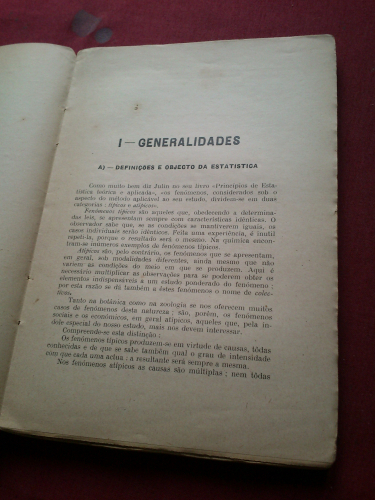 I — GENERALIDADES
A) — DEFINIÇÕES E OBJECTO DA ESTATISTICA
Como muito bem diz Julin no seu livro «Principios de Esta-
tística teórica e aplicada», «os fenómenos, considerados sob o
aspecto do método aplicável ao seu estudo, dividem-se em duas
categorias : típicos e atípicos».
Fenómenos típicos são aqueles que, obedecendo a determina-
das leis, se apresentam sempre com características idênticas. O
observador sabe que, se as condições se mantiverem iguais, os
casos individuais serão idênticos. Feita uma experiência, é inútil
repeti-la, porque o resultado será o mesmo. Na química encon-
tram-se inúmeros exemplos de fenómenos típicos.
Atípicos são, pelo contrário, os fenómenos que se apresentam,
em geral, sob modalidades diferentes, ainda mesmo que não
variem as condições do meio em que se produzem. Aqui é
necessário multiplicar as observações para se poderem obter os
elementos indispensáveis a um estudo ponderado do fenómeno ;
por esta razão se dá também a êstes fenómenos o nome de colec-
tivos.
Tanto na botânica como na zoologia se nos oferecem muitos
casos de fenómenos desta natureza ; são, porém, os fenómenos
sociais e os económicos, em geral atípicos, aqueles que, pela ín-
dole especial do nosso estudo, mais nos devem interessar.
Compreende-se esta distinção :
Os fenómenos típicos produzem-se em virtude de causas, tôdas
conhecidas e de que se sabe também qual o grau de intensidade
com que cada uma actua : a resultante será sempre a mesma.
Nos fenómenos atípicos as causas são múltiplas ; nem tôdas